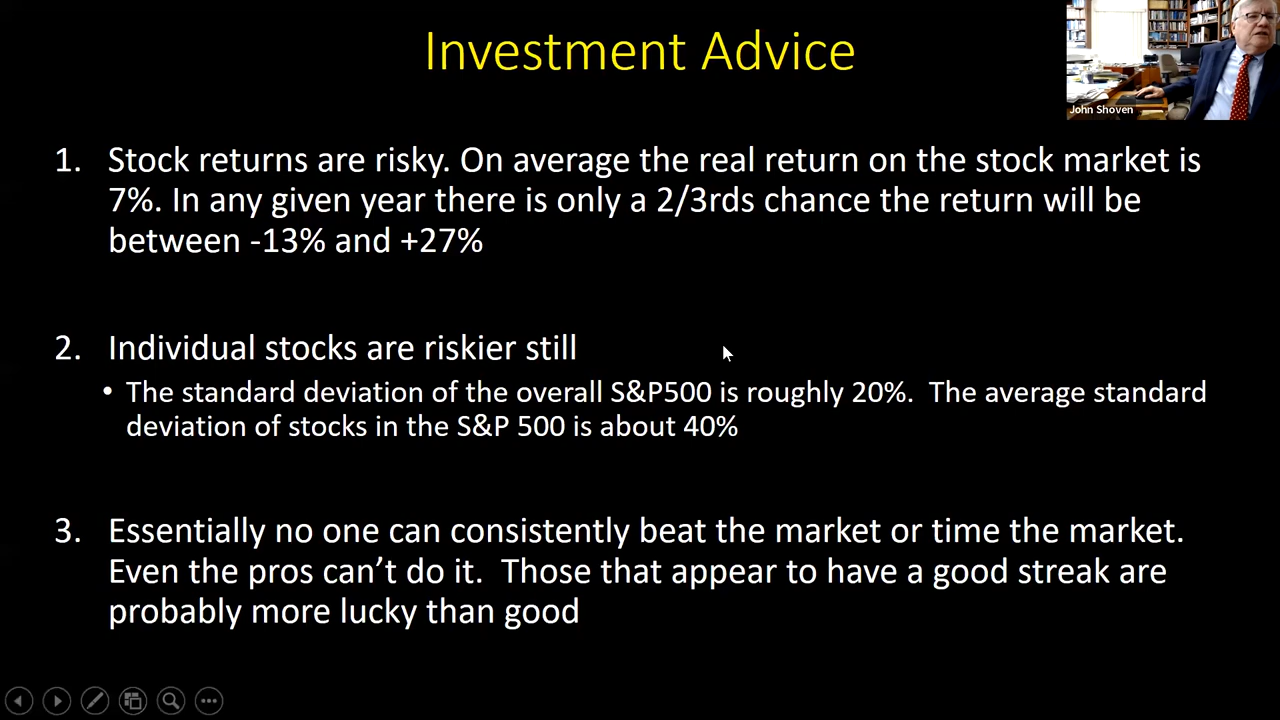 Investment Advice
John Shoven
1. Stock returns are risky. On average the real return on the stock market is
7%. In any given year there is only a 2/3rds chance the return will be
between -13% and +27%
2. Individual stocks are riskier still
• The standard deviation of the overall S&P500 is roughly 20%.  The average standard
deviation of stocks in the S&P 500 is about 40%
3. Essentially no one can consistently beat the market or time the market.
Even the pros can’t do it.  Those that appear to have a good streak are
probably more lucky than good